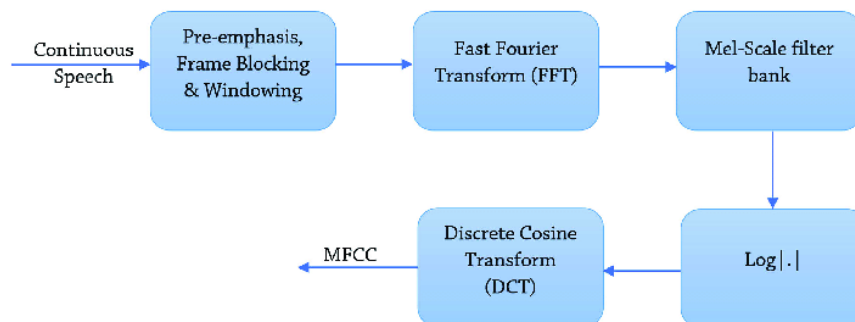 Continuous
Speech
Pre-emphasis,
Frame Blocking
& Windowing
Fast Fourier
Transform (FFT)
Mel-Scale filter
bank
MFCC
Discrete Cosine
Transform
(DCT)
Log|.|